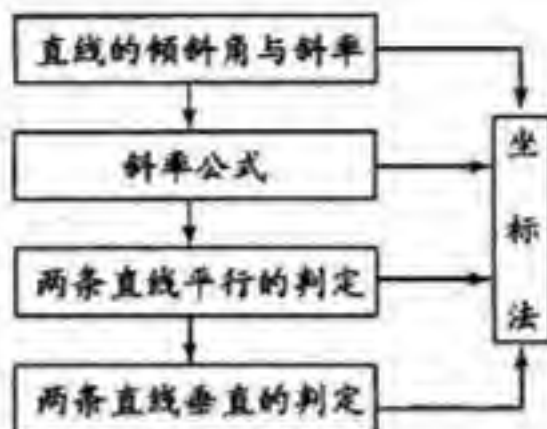 直线的倾斜角与斜率
斜率公式
两条直线平行的判定
两条直线垂直的判定
坐标法